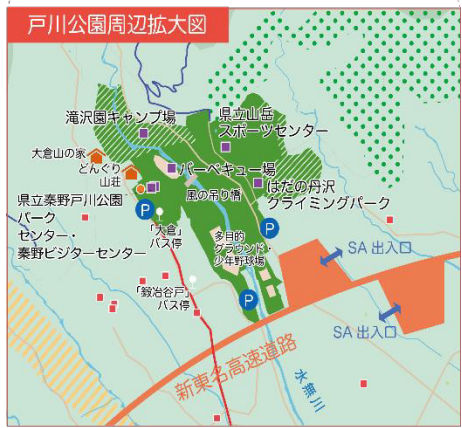 戸川公園周辺拡大図
滝沢園キャンプ場
県立山岳
スポーツセンター
大倉山の家
どんぐり
山荘
バーベキュー場
はだの丹沢
クライミングパーク
県立秦野戸川公園
パーク
センター・
秦野ビジターセンター
P
風の吊り橋
「大倉」
バス停
多目的
グラウンド・
少年野球場
P
SA 出入口
「鍛冶谷戸」
バス停
P
SA 出入口
新東名高速道路
水無川